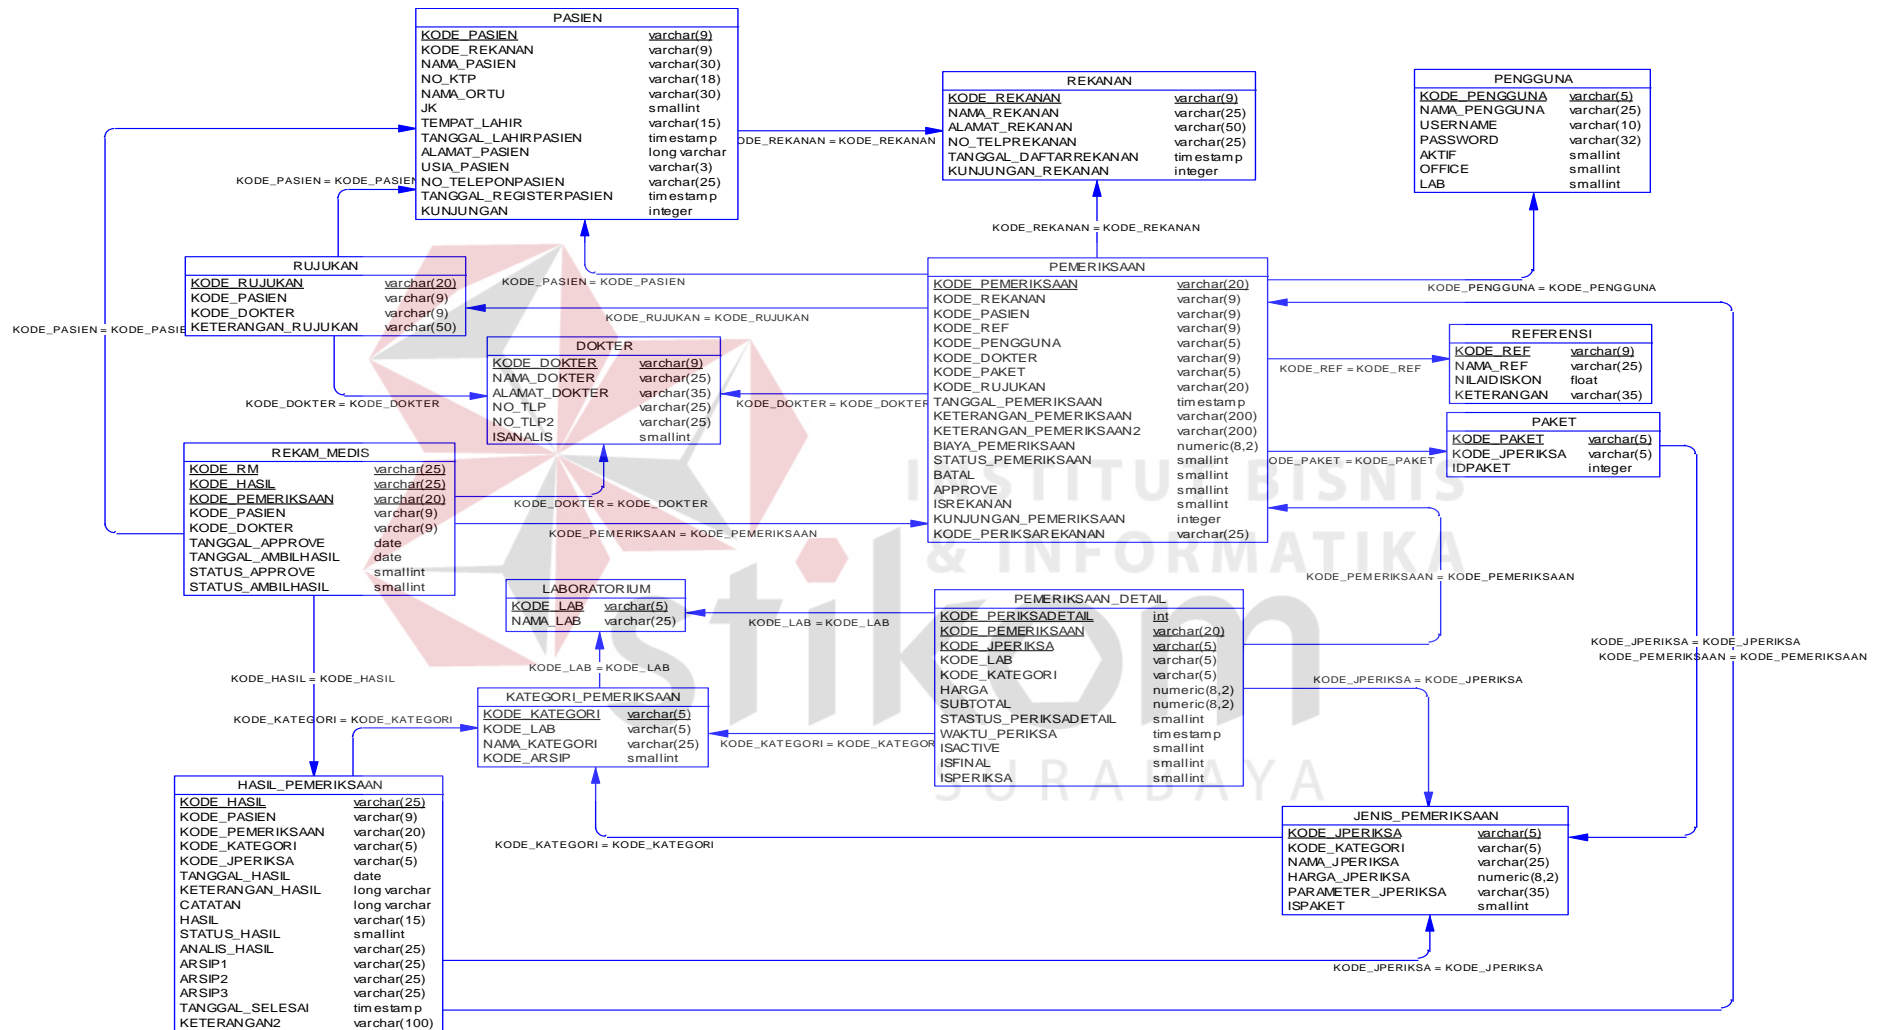 PASIEN
KODE_PASIEN varchar(9)
KODE_REKANAN varchar(9)
NAMA_PASIEN varchar(30)
NO_KTP varchar(18)
NAMA_ORTU varchar(30)
JK smallint
TEMPAT_LAHIR varchar(15)
TANGGAL_LAHIRPASIEN timestamp
ALAMAT_PASIEN long varchar
USIA_PASIEN varchar(3)
NO_TELEPONPASIEN varchar(25)
TANGGAL_REGISTERPASIEN timestamp
KUNJUNGAN integer
REKANAN
KODE_REKANAN varchar(9)
NAMA_REKANAN varchar(25)
ALAMAT_REKANAN varchar(50)
NO_TELPREKANAN varchar(25)
TANGGAL_DAFTARREKANAN timestamp
KUNJUNGAN_REKANAN integer
PENGGUNA
KODE_PENGGUNA varchar(5)
NAMA_PENGGUNA varchar(25)
USERNAME varchar(10)
PASSWORD varchar(32)
AKTIF smallint
OFFICE smallint
LAB smallint
ODE_REKANAN = KODE_REKANAN
KODE_PASIEN = KODE_PASIEN
KODE_REKANAN = KODE_REKANAN
RUJUKAN
KODE_RUJUKAN varchar(20)
KODE_PASIEN varchar(9)
KODE_DOKTER varchar(9)
KETERANGAN_RUJUKAN varchar(50)
KODE_PASIEN = KODE_PASIEN
KODE_PASIEN = KODE_PASIE
KODE_RUJUKAN = KODE_RUJUKAN
PEMERIKSAAN
KODE_PEMERIKSAAN varchar(20)
KODE_REKANAN varchar(9)
KODE_PASIEN varchar(9)
KODE_REF varchar(9)
KODE_PENGGUNA varchar(5)
KODE_DOKTER varchar(9)
KODE_PAKET varchar(5)
KODE_RUJUKAN varchar(20)
TANGGAL_PEMERIKSAAN timestamp
KETERANGAN_PEMERIKSAAN varchar(200)
KETERANGAN_PEMERIKSAAN2 varchar(200)
BIAYA_PEMERIKSAAN numeric(8,2)
STATUS_PEMERIKSAAN smallint
BATAL smallint
APPROVE smallint
ISREKANAN smallint
KUNJUNGAN_PEMERIKSAAN integer
KODE_PERIKSAREKANAN varchar(25)
KODE_PENGGUNA = KODE_PENGGUNA
REFERENSI
KODE_REF varchar(9)
NAMA_REF varchar(25)
NILAIDISKON float
KETERANGAN varchar(35)
KODE_REF = KODE_REF
DOKTER
KODE_DOKTER varchar(9)
NAMA_DOKTER varchar(25)
ALAMAT_DOKTER varchar(35)
NO_TLP varchar(25)
NO_TLP2 varchar(25)
ISANALIS smallint
KODE_DOKTER = KODE_DOKTER
KODE_DOKTER = KODE_DOKTER
PAKET
KODE_PAKET varchar(5)
KODE_JPERIKSA varchar(5)
IDPAKET integer
ODE_PAKET = KODE_PAKET
REKAM_MEDIS
KODE_RM varchar(25)
KODE_HASIL varchar(25)
KODE_PEMERIKSAAN varchar(20)
KODE_PASIEN varchar(9)
KODE_DOKTER varchar(9)
TANGGAL_APPROVE date
TANGGAL_AMBILHASIL date
STATUS_APPROVE smallint
STATUS_AMBILHASIL smallint
KODE_DOKTER = KODE_DOKTER
KODE_PEMERIKSAAN = KODE_PEMERIKSAAN
INSTITUT BISNIS
& INFORMATIKA
stikom
SURABAYA
KODE_PEMERIKSAAN = KODE_PEMERIKSAAN
LABORATORIUM
KODE_LAB varchar(5)
NAMA_LAB varchar(25)
KODE_LAB = KODE_LAB
PEMERIKSAAN_DETAIL
KODE_PERIKSADETAIL int
KODE_PEMERIKSAAN varchar(20)
KODE_JPERIKSA varchar(5)
KODE_LAB varchar(5)
KODE_KATEGORI varchar(5)
HARGA numeric(8,2)
SUBTOTAL numeric(8,2)
STASTUS_PERIKSADETAIL smallint
WAKTU_PERIKSA timestamp
ISACTIVE smallint
ISFINAL smallint
ISPERIKSA smallint
KODE_JPERIKSA = KODE_JPERIKSA
KODE_PEMERIKSAAN = KODE_PEMERIKSAAN
KODE_LAB = KODE_LAB
KODE_HASIL = KODE_HASIL
KODE_JPERIKSA = KODE_JPERIKSA
KATEGORI_PEMERIKSAAN
KODE_KATEGORI varchar(5)
KODE_LAB varchar(5)
NAMA_KATEGORI varchar(25)
KODE_ARSIP smallint
KODE_KATEGORI = KODE_KATEGORI
KODE_KATEGORI = KODE_KATEGOR
KODE_KATEGORI = KODE_KATEGORI
HASIL_PEMERIKSAAN
KODE_HASIL varchar(25)
KODE_PASIEN varchar(9)
KODE_PEMERIKSAAN varchar(20)
KODE_KATEGORI varchar(5)
KODE_JPERIKSA varchar(5)
TANGGAL_HASIL date
KETERANGAN_HASIL long varchar
CATATAN long varchar
HASIL varchar(15)
STATUS_HASIL smallint
ANALIS_HASIL varchar(25)
ARSIP1 varchar(25)
ARSIP2 varchar(25)
ARSIP3 varchar(25)
TANGGAL_SELESAI timestamp
KETERANGAN2 varchar(100)
JENIS_PEMERIKSAAN
KODE_JPERIKSA varchar(5)
KODE_KATEGORI varchar(5)
NAMA_JPERIKSA varchar(25)
HARGA_JPERIKSA numeric(8,2)
PARAMETER_JPERIKSA varchar(35)
ISPAKET smallint
KODE_JPERIKSA = KODE_JPERIKSA